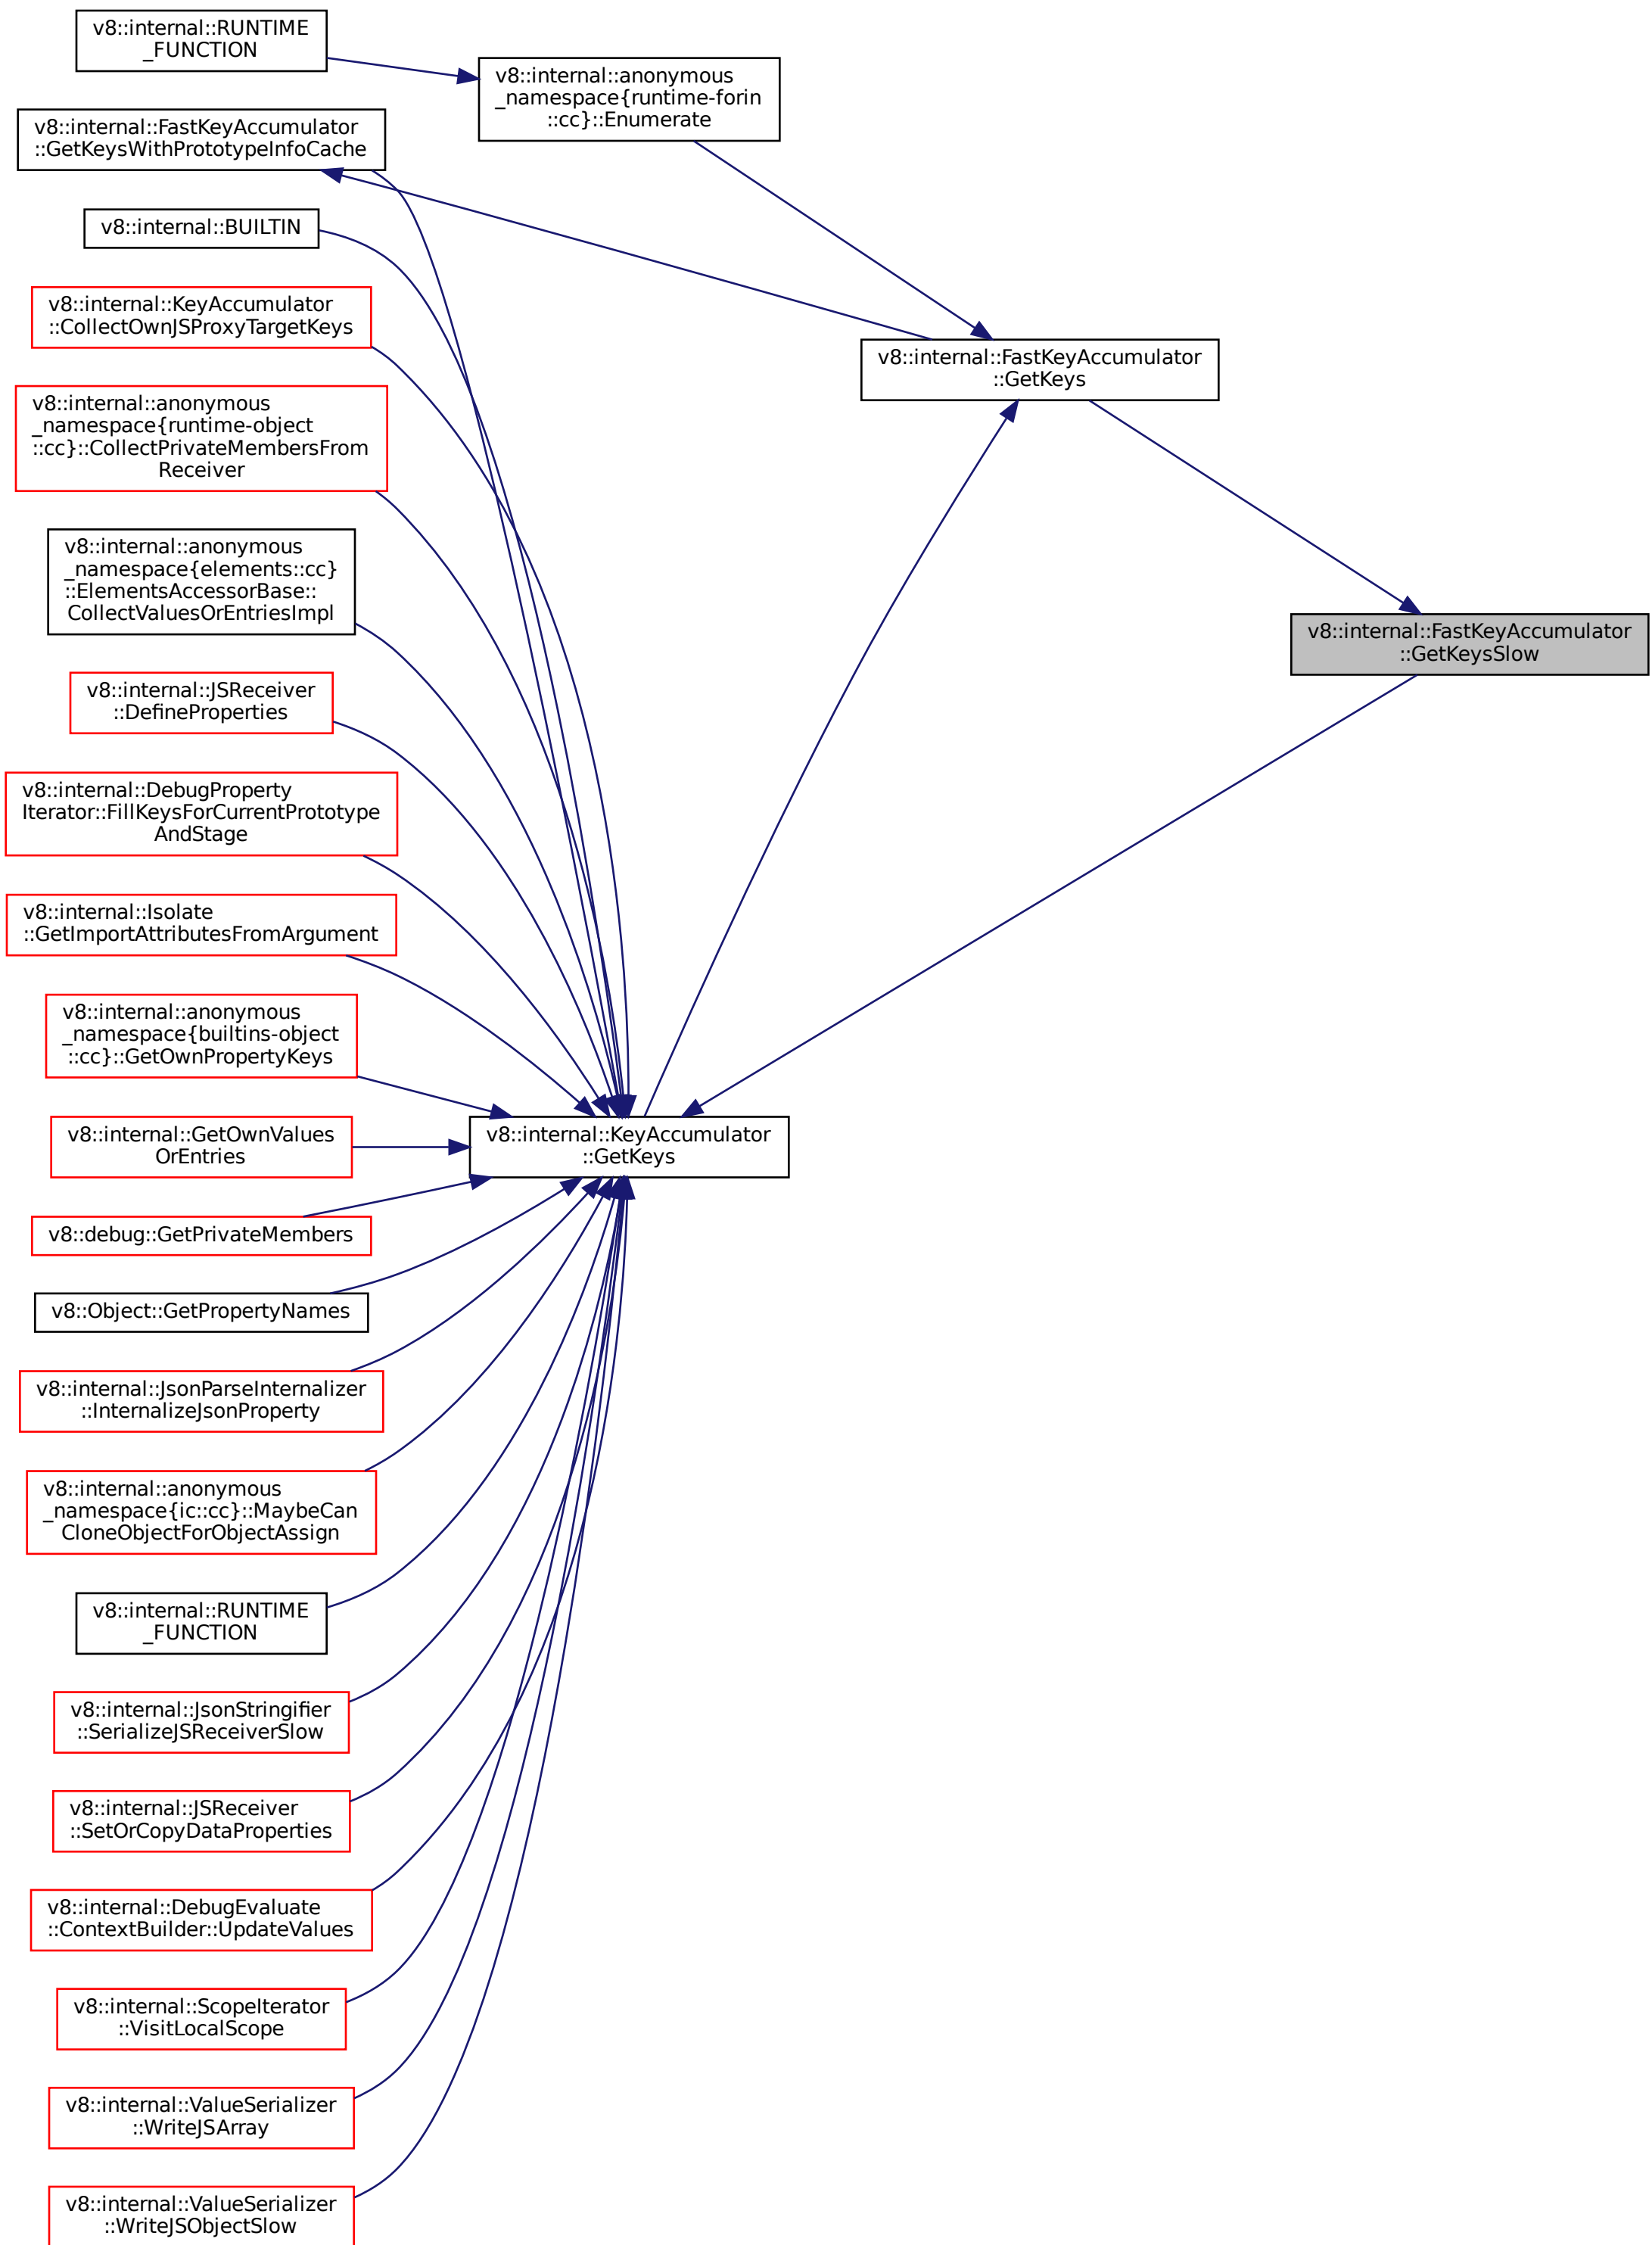 v8::internal::RUNTIME
_FUNCTION
v8::internal::anonymous
_namespace{runtime-forin
::cc}::Enumerate
v8::internal::FastKeyAccumulator
::GetKeysWithPrototypeInfoCache
v8::internal::BUILTIN
v8::internal::KeyAccumulator
::CollectOwnJSProxyTargetKeys
v8::internal::FastKeyAccumulator
::GetKeys
v8::internal::anonymous
_namespace{runtime-object
::cc}::CollectPrivateMembersFrom
Receiver
v8::internal::anonymous
_namespace{elements::cc}
::ElementsAccessorBase::
CollectValuesOrEntriesImpl
v8::internal::FastKeyAccumulator
::GetKeysSlow
v8::internal::JSReceiver
::DefineProperties
v8::internal::DebugProperty
Iterator::FillKeysForCurrentPrototype
AndStage
v8::internal::Isolate
::GetImportAttributesFromArgument
v8::internal::anonymous
_namespace{builtins-object
::cc}::GetOwnPropertyKeys
v8::internal::GetOwnValues
OrEntries
v8::internal::KeyAccumulator
::GetKeys
v8::debug::GetPrivateMembers
v8::Object::GetPropertyNames
v8::internal::JsonParseInternalizer
::InternalizeJsonProperty
v8::internal::anonymous
_namespace{ic::cc}::MaybeCan
CloneObjectForObjectAssign
v8::internal::RUNTIME
_FUNCTION
v8::internal::JsonStringifier
::SerializeJSReceiverSlow
v8::internal::JSReceiver
::SetOrCopyDataProperties
v8::internal::DebugEvaluate
::ContextBuilder::UpdateValues
v8::internal::ScopeIterator
::VisitLocalScope
v8::internal::ValueSerializer
::WriteJSArray
v8::internal::ValueSerializer
::WriteJSObjectSlow